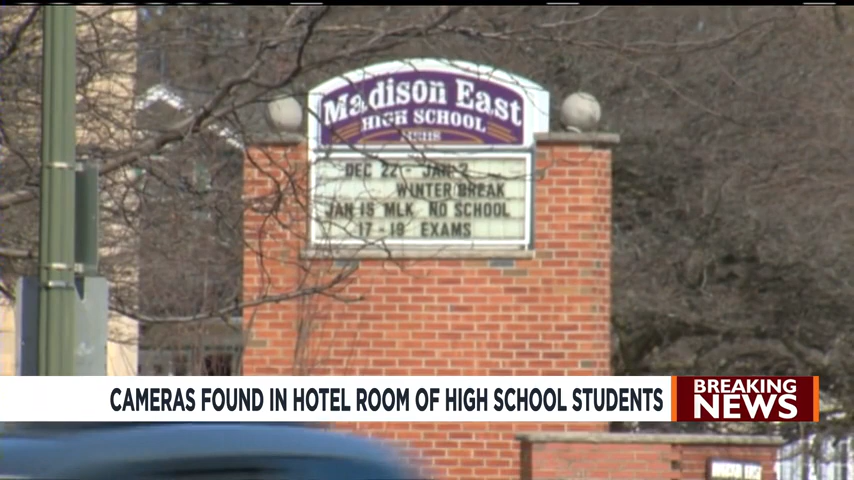 Madison East
HIGH SCHOOL
DEC 22 - JAN 2
WINTER BREAK
JAN 15 MLK NO SCHOOL
17 - 19 EXAMS
CAMERAS FOUND IN HOTEL ROOM OF HIGH SCHOOL STUDENTS
BREAKING
NEWS